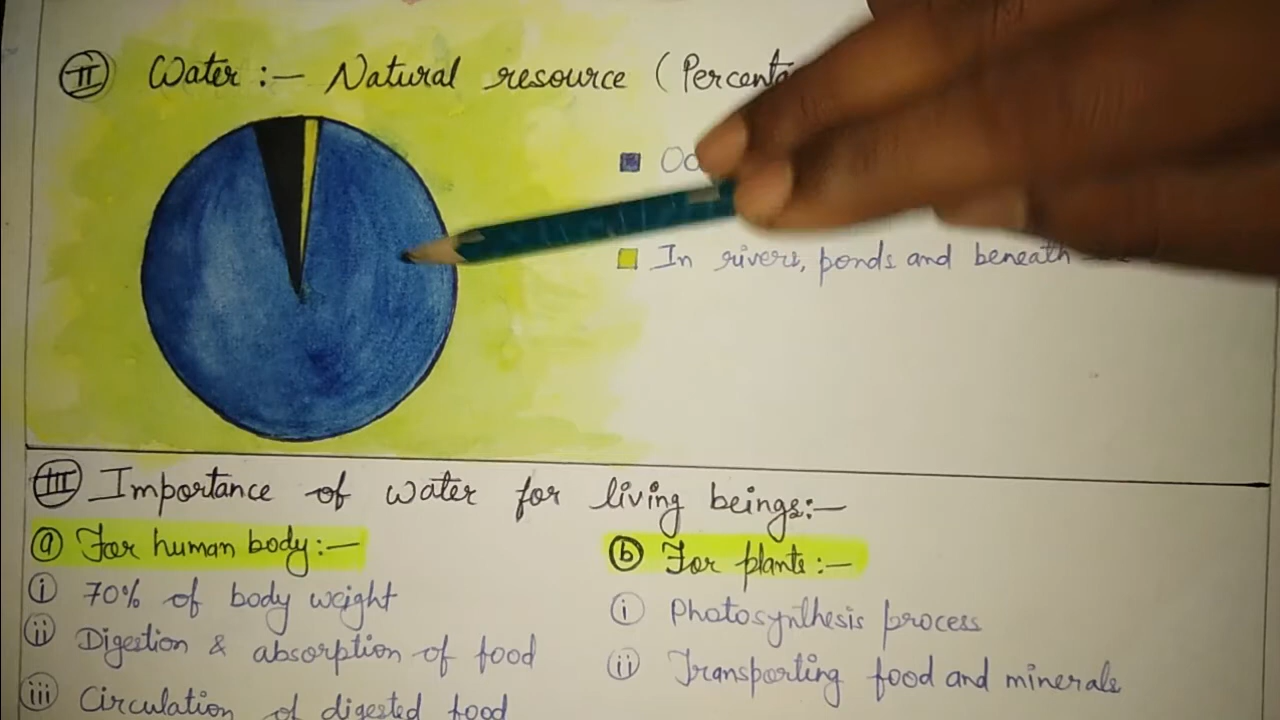 II Water :- Natural resource (Percenta
In rivers, ponds and beneath
III Importance of water for living beings:-
a For human body:-
i 70% of body weight
ii Digestion & absorption of food
iii Circulation of digested food
b For plants:-
i Photosynthesis process
ii Transporting food and minerals